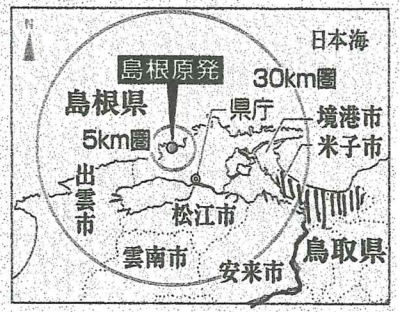 N
日本海
島根原発
30km圏
島根県
県庁
境港市
5km圏
米子市
出雲市
松江市
鳥取県
雲南市
安来市